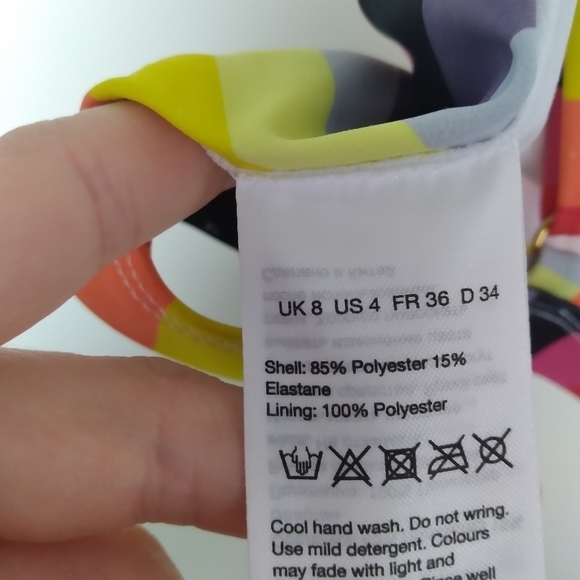 UK 8 US 4 FR 36 D 34
Shell: 85% Polyester 15%
Elastane
Lining: 100% Polyester
Cool hand wash. Do not wring.
Use mild detergent. Colours
may fade with light and
well